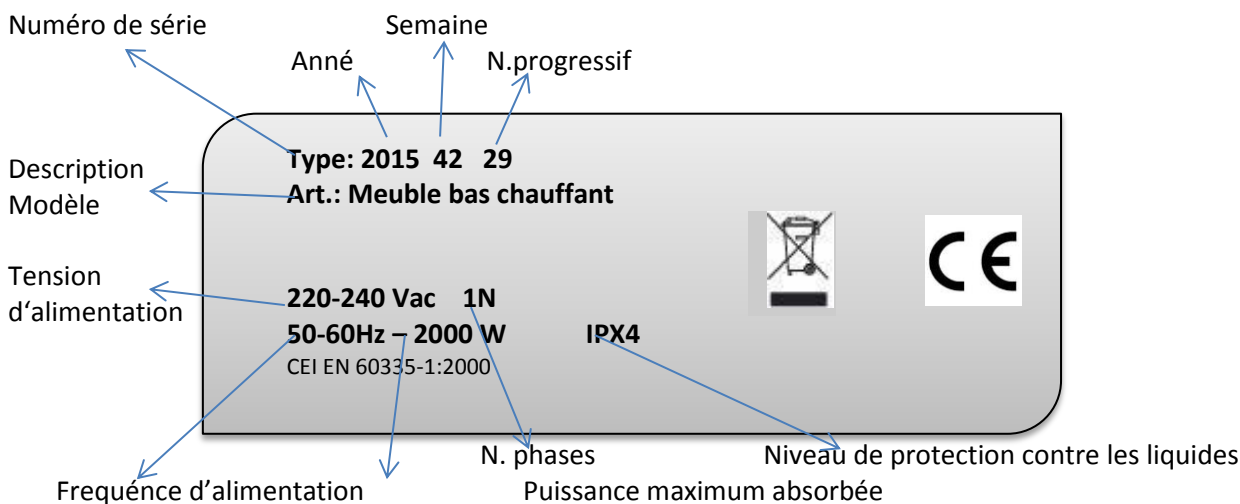 Numéro de série Semaine
Anné N.progressif
Type: 2015 42 29
Description
Modèle
Art.: Meuble bas chauffant
CE
Tension
d‘alimentation
220-240 Vac 1N
50-60Hz – 2000 W IPX4
CEI EN 60335-1:2000
N. phases Niveau de protection contre les liquides
Frequénce d’alimentation Puissance maximum absorbée